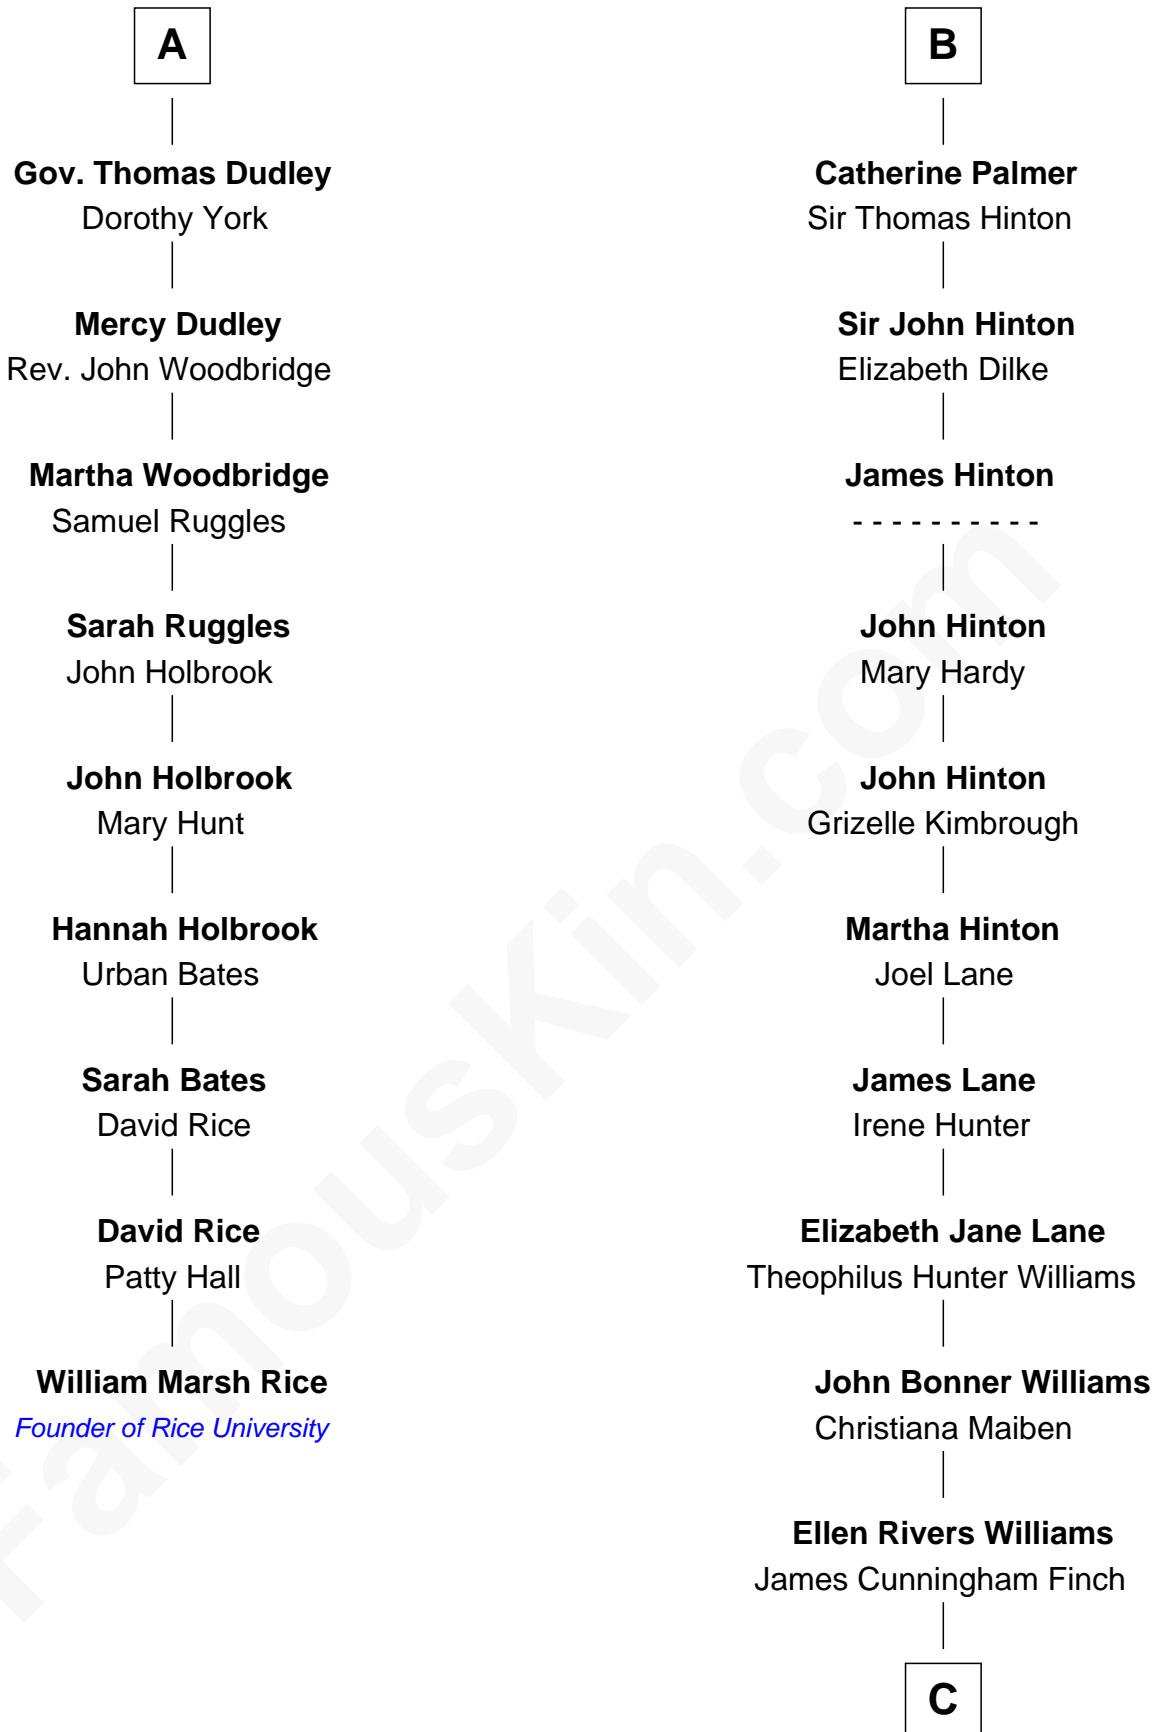 A
Gov. Thomas Dudley
Dorothy York
Mercy Dudley
Rev. John Woodbridge
Martha Woodbridge
Samuel Ruggles
Sarah Ruggles
John Holbrook
John Holbrook
Mary Hunt
Hannah Holbrook
Urban Bates
Sarah Bates
David Rice
David Rice
Patty Hall
William Marsh Rice
Founder of Rice University
B
Catherine Palmer
Sir Thomas Hinton
Sir John Hinton
Elizabeth Dilke
James Hinton
- - - - - - - - - -
John Hinton
Mary Hardy
John Hinton
Grizelle Kimbrough
Martha Hinton
Joel Lane
James Lane
Irene Hunter
Elizabeth Jane Lane
Theophilus Hunter Williams
John Bonner Williams
Christiana Maiben
Ellen Rivers Williams
James Cunningham Finch
C
FamousKin.com